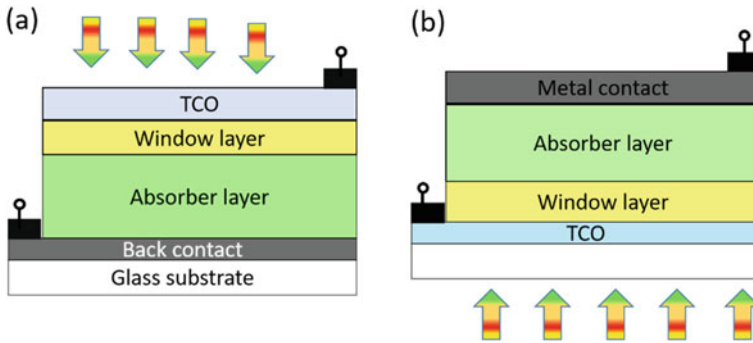 (a)
TCO
Window layer
Absorber layer
Back contact
Glass substrate
(b)
Metal contact
Absorber layer
Window layer
TCO